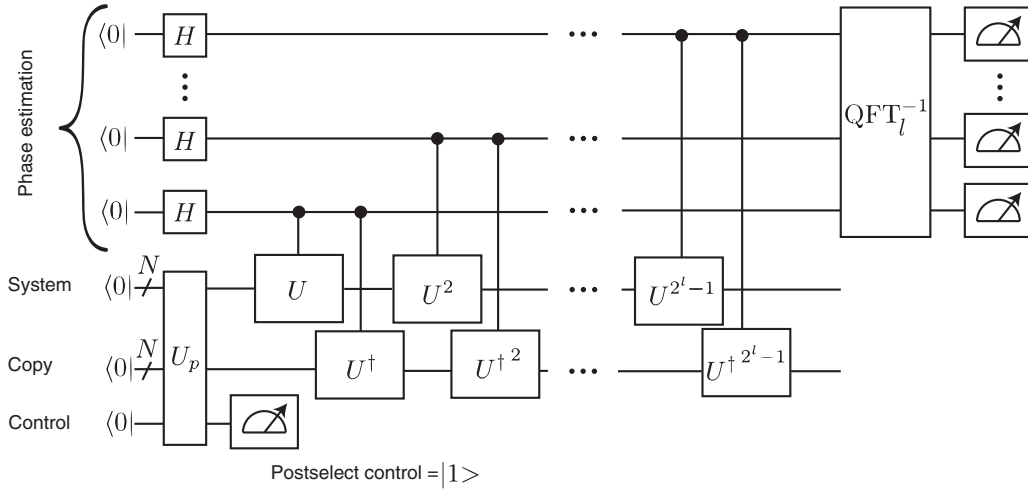 Phase estimation
⟨0| H ... QFT_l^{-1}
⋮ ⋮
⟨0| H ...
⟨0| H ...
System ⟨0| N U U^2 ... U^{2^l-1}
Copy ⟨0| N U_p U^† U^{† 2} ... U^{† 2^l-1}
Control ⟨0|
Postselect control = |1>